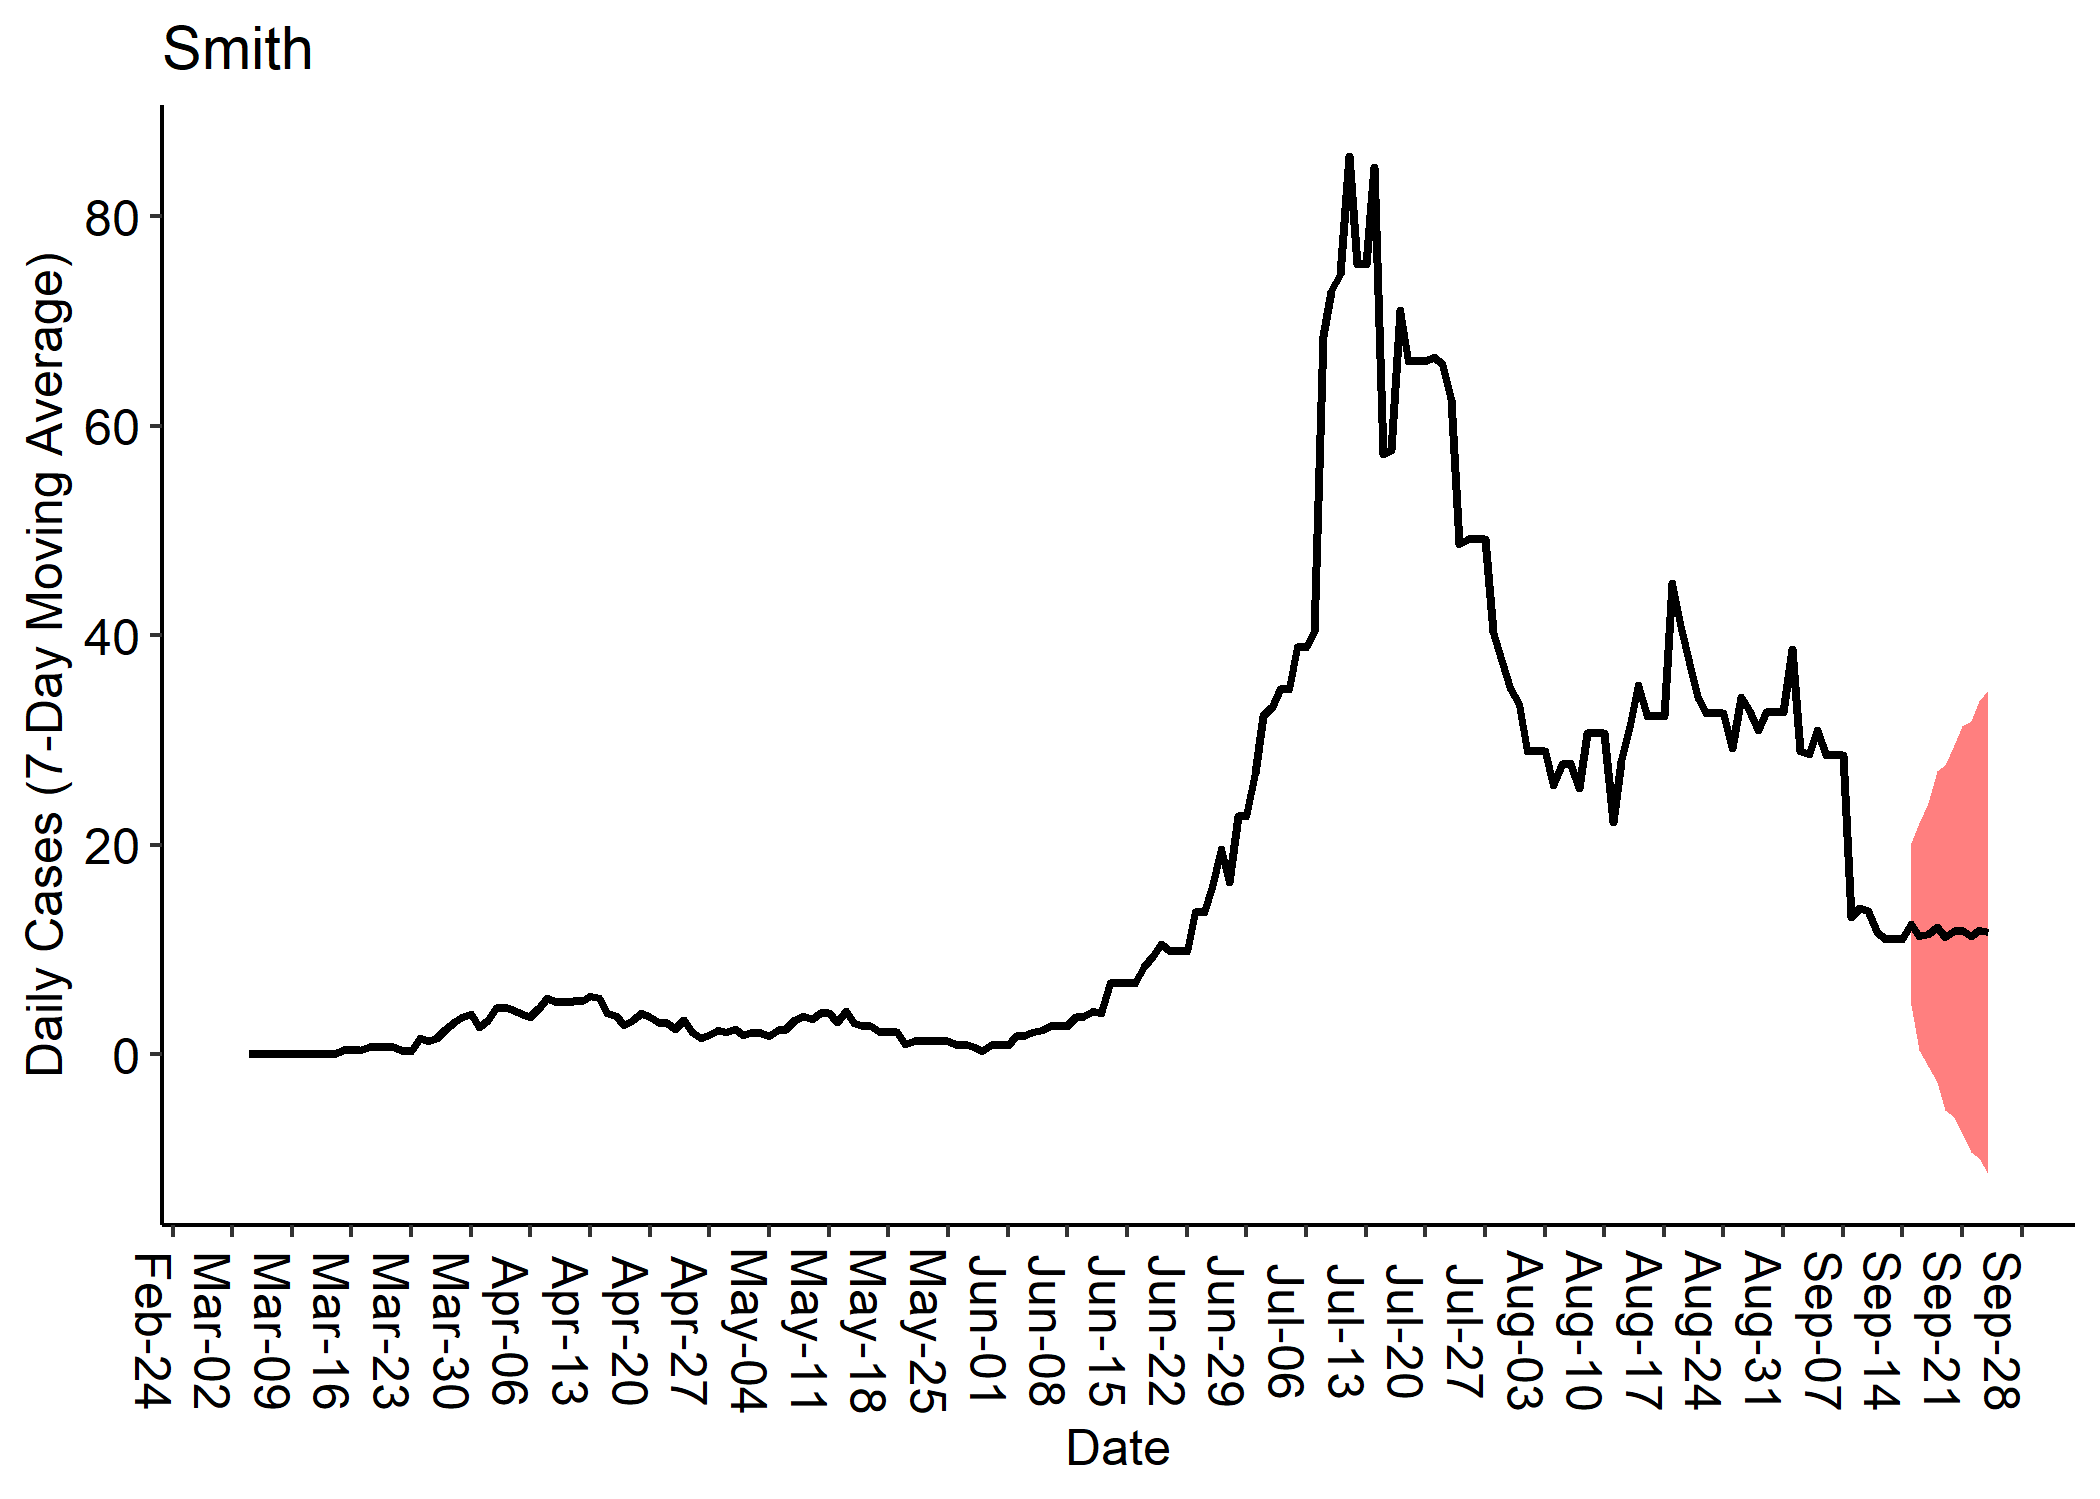 Smith
Daily Cases (7-Day Moving Average)
80
60
40
20
0
Feb-24
Mar-02
Mar-09
Mar-16
Mar-23
Mar-30
Apr-06
Apr-13
Apr-20
Apr-27
May-04
May-11
May-18
May-25
Jun-01
Jun-08
Jun-15
Jun-22
Jun-29
Jul-06
Jul-13
Jul-20
Jul-27
Aug-03
Aug-10
Aug-17
Aug-24
Aug-31
Sep-07
Sep-14
Sep-21
Sep-28
Date